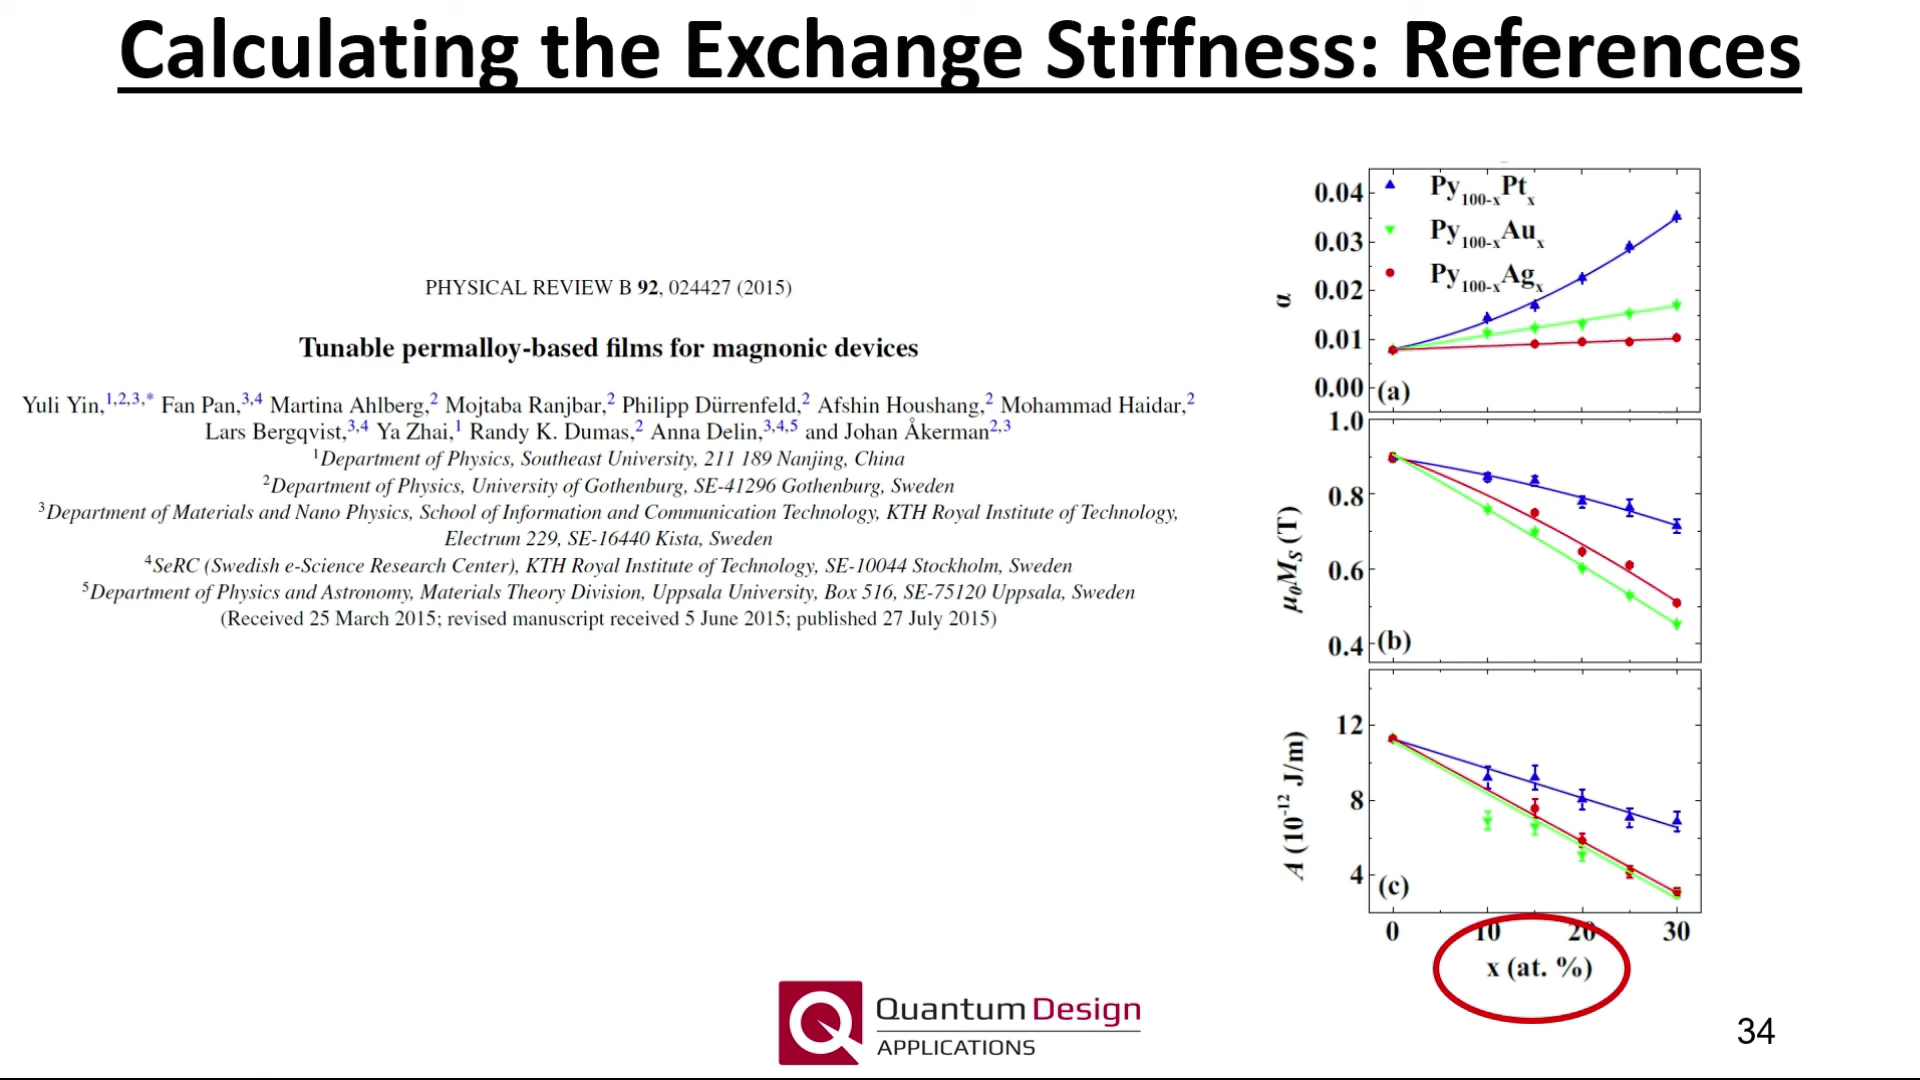 Calculating the Exchange Stiffness: References
PHYSICAL REVIEW B 92, 024427 (2015)
Tunable permalloy-based films for magnonic devices
Yuli Yin,1,2,3,* Fan Pan,3,4 Martina Ahlberg,2 Mojtaba Ranjbar,2 Philipp Dürrenfeld,2 Afshin Houshang,2 Mohammad Haidar,2
Lars Bergqvist,3,4 Ya Zhai,1 Randy K. Dumas,2 Anna Delin,3,4,5 and Johan Åkerman2,3
1Department of Physics, Southeast University, 211 189 Nanjing, China
2Department of Physics, University of Gothenburg, SE-41296 Gothenburg, Sweden
3Department of Materials and Nano Physics, School of Information and Communication Technology, KTH Royal Institute of Technology,
Electrum 229, SE-16440 Kista, Sweden
4SeRC (Swedish e-Science Research Center), KTH Royal Institute of Technology, SE-10044 Stockholm, Sweden
5Department of Physics and Astronomy, Materials Theory Division, Uppsala University, Box 516, SE-75120 Uppsala, Sweden
(Received 25 March 2015; revised manuscript received 5 June 2015; published 27 July 2015)
0.04
0.03
0.02
0.01
0.00
α
Py100-xPtx
Py100-xAux
Py100-xAgx
(a)
1.0
0.8
0.6
0.4
μ0MS (T)
(b)
12
8
4
A (10-12 J/m)
(c)
0 10 20 30
x (at. %)
Quantum Design
APPLICATIONS
34